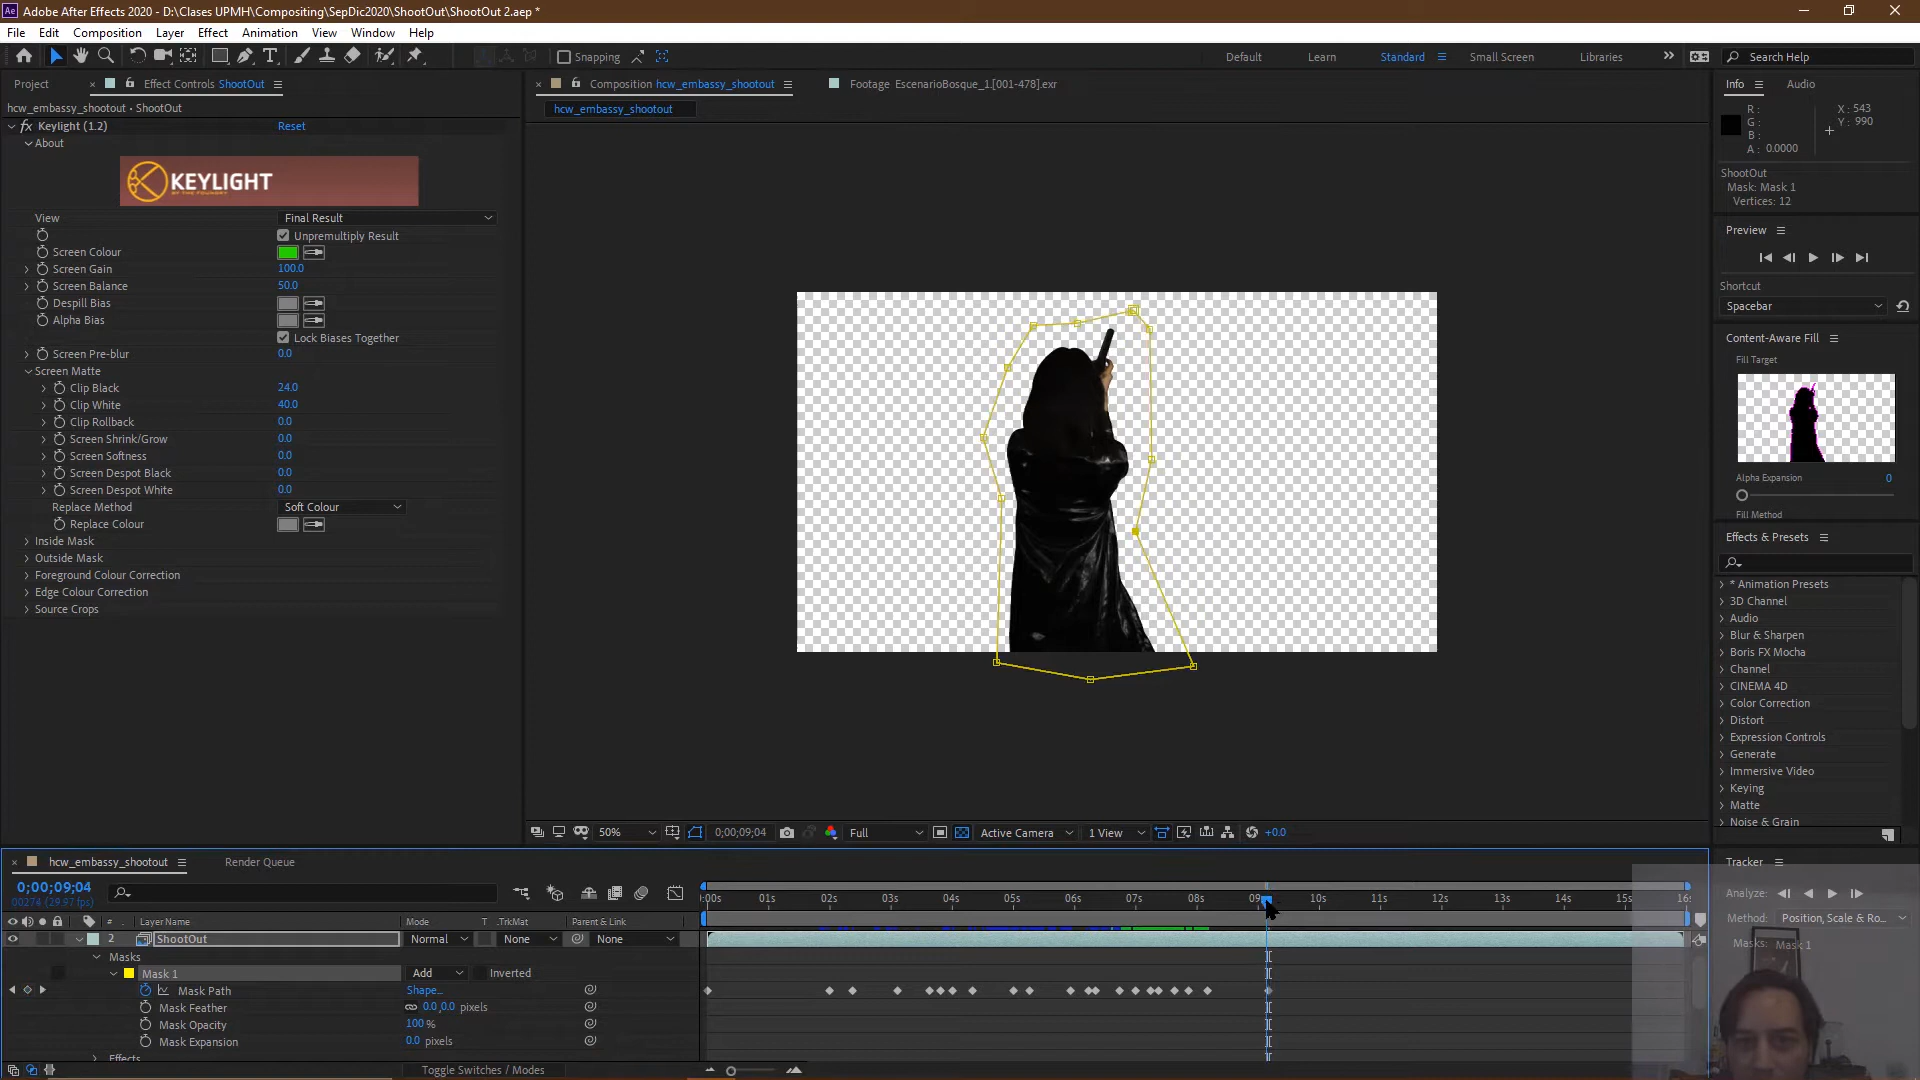 Adobe After Effects 2020 - D:\Clases UPMH\Compositing\SepDic2020\ShootOut\ShootOut 2.aep *
File Edit Composition Layer Effect Animation View Window Help
Snapping
Default Learn Standard Small Screen Libraries
Search Help
Project
Effect Controls ShootOut
Composition hcw_embassy_shootout
Footage EscenarioBosque_1.[001-478].exr
hcw_embassy_shootout • ShootOut
hcw_embassy_shootout
fx Keylight (1.2) Reset
About
KEYLIGHT
BY THE FOUNDRY
View Final Result
Unpremultiply Result
Screen Colour
Screen Gain 100.0
Screen Balance 50.0
Despill Bias
Alpha Bias
Lock Biases Together
Screen Pre-blur 0.0
Screen Matte
Clip Black 24.0
Clip White 40.0
Clip Rollback 0.0
Screen Shrink/Grow 0.0
Screen Softness 0.0
Screen Despot Black 0.0
Screen Despot White 0.0
Replace Method Soft Colour
Replace Colour
Inside Mask
Outside Mask
Foreground Colour Correction
Edge Colour Correction
Source Crops
50% 0;00;09;04 Full Active Camera 1 View +0.0
Info Audio
R :
G :
B :
A : 0.0000
X : 543
Y : 990
ShootOut
Mask: Mask 1
Vertices: 12
Preview
Shortcut
Spacebar
Content-Aware Fill
Fill Target
Alpha Expansion 0
Fill Method
Effects & Presets
* Animation Presets
3D Channel
Audio
Blur & Sharpen
Boris FX Mocha
Channel
CINEMA 4D
Color Correction
Distort
Expression Controls
Generate
Immersive Video
Keying
Matte
Noise & Grain
Tracker
Analyze:
Method: Position, Scale & Ro...
Masks: Mask 1
hcw_embassy_shootout Render Queue
0;00;09;04
00274 (29.97 fps)
:00s 01s 02s 03s 04s 05s 06s 07s 08s 09s 10s 11s 12s 13s 14s 15s 16s
# Layer Name Mode T .TrkMat Parent & Link
2 ShootOut Normal None None
Masks
Mask 1 Add Inverted
Mask Path Shape...
Mask Feather 0.0 ,0.0 pixels
Mask Opacity 100 %
Mask Expansion 0.0 pixels
Effects
Toggle Switches / Modes